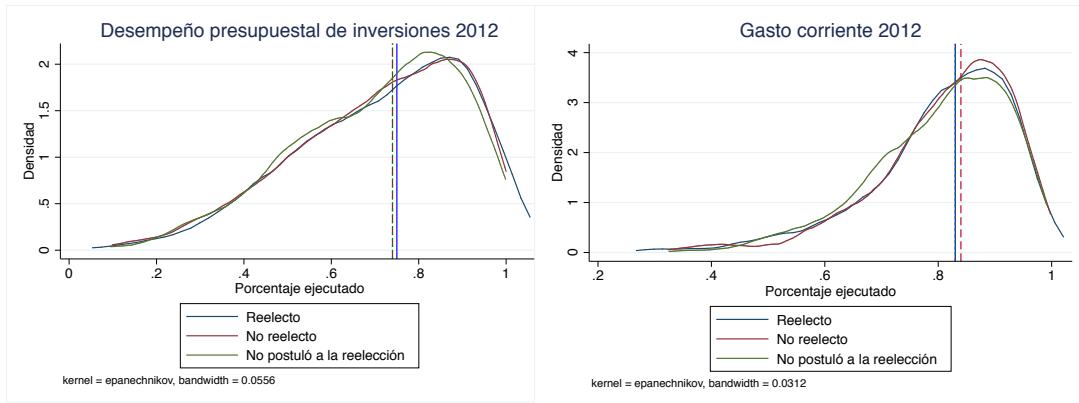 Desempeño presupuestal de inversiones 2012
Densidad
2
1.5
1
.5
0
0 .2 .4 .6 .8 1
Porcentaje ejecutado
Reelecto
No reelecto
No postuló a la reelección
kernel = epanechnikov, bandwidth = 0.0556
Gasto corriente 2012
Densidad
4
3
2
1
0
.2 .4 .6 .8 1
Porcentaje ejecutado
Reelecto
No reelecto
No postuló a la reelección
kernel = epanechnikov, bandwidth = 0.0312